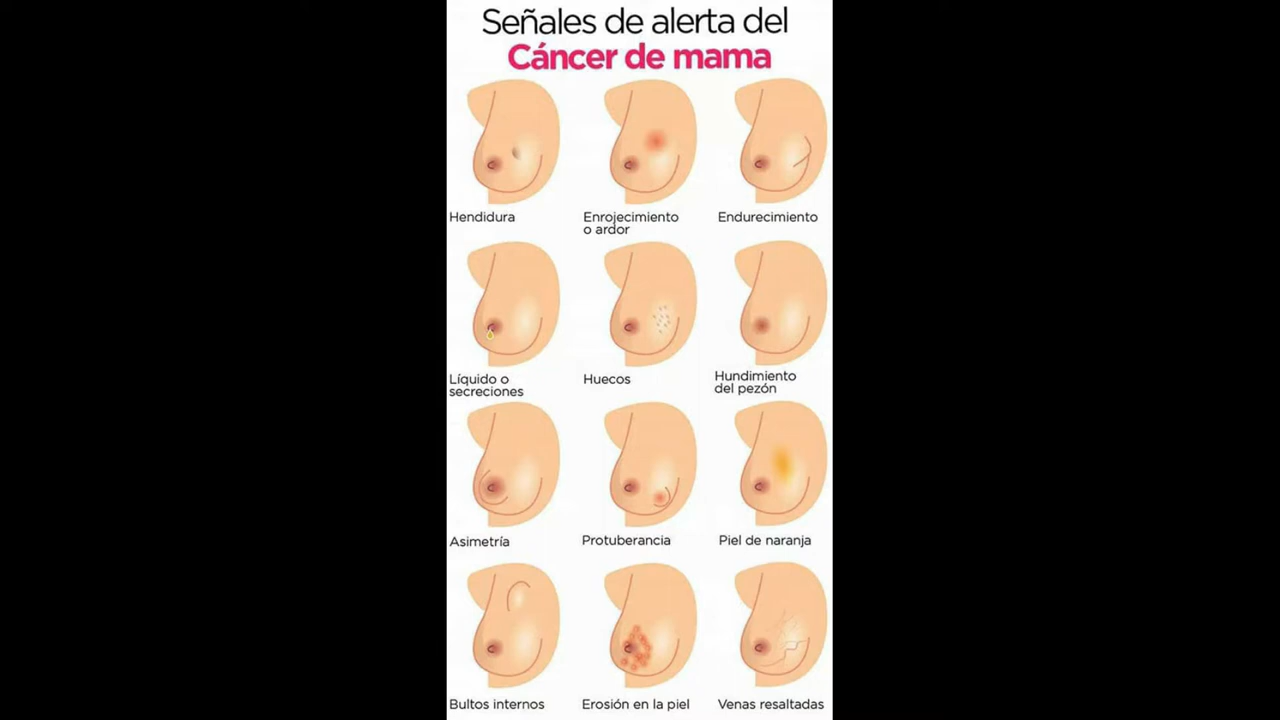 Señales de alerta del
Cáncer de mama
Hendidura
Enrojecimiento
o ardor
Endurecimiento
Líquido o
secreciones
Huecos
Hundimiento
del pezón
Asimetría
Protuberancia
Piel de naranja
Bultos internos
Erosión en la piel
Venas resaltadas